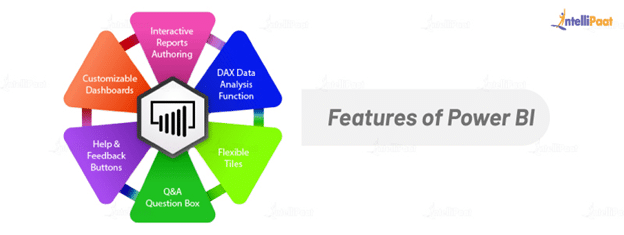 IntelliPaat
Interactive
Reports
Authoring
DAX Data
Analysis
Function
Flexible
Tiles
Q&A
Question Box
Help &
Feedback
Buttons
Customizable
Dashboards
Features of Power BI